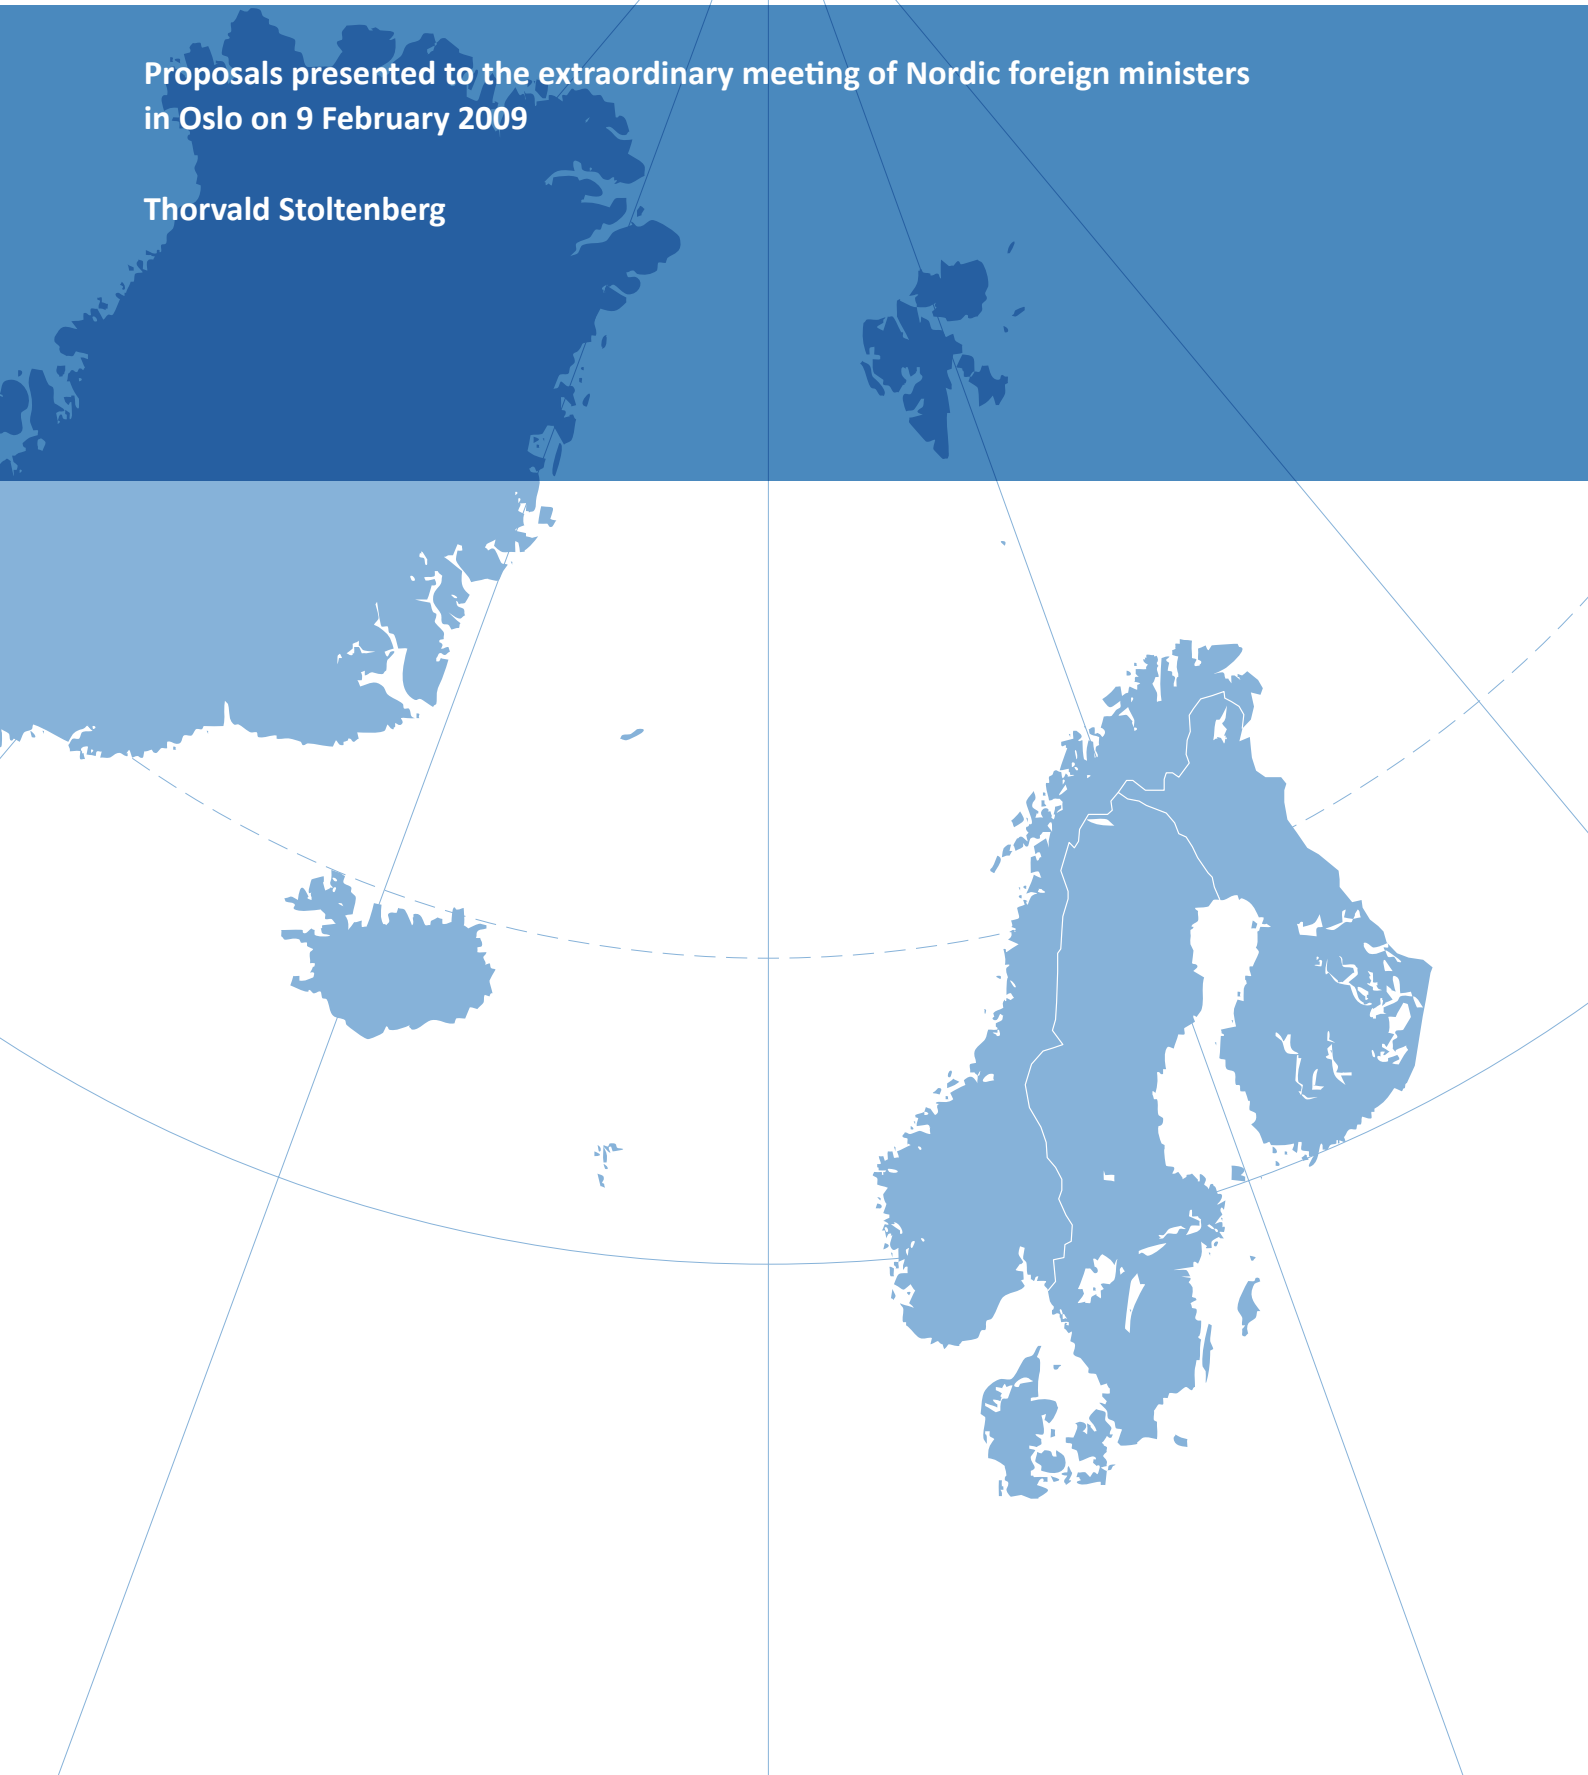 Proposals presented to the extraordinary meeting of Nordic foreign ministers
in Oslo on 9 February 2009
Thorvald Stoltenberg